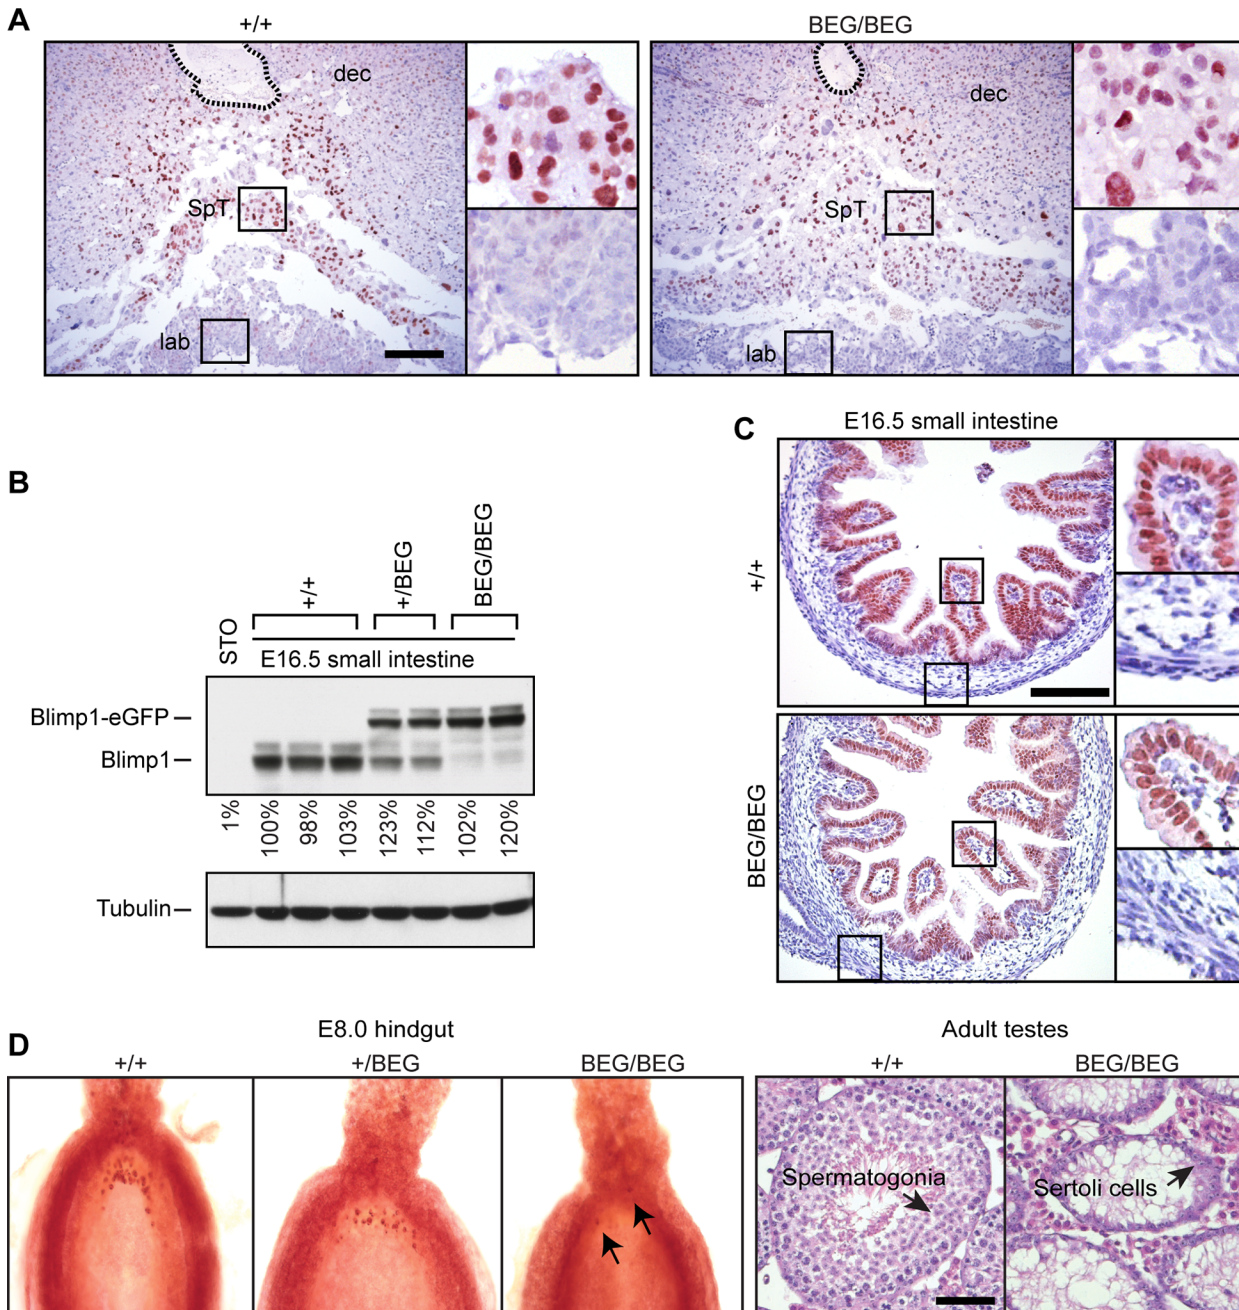 A
+/+
BEG/BEG
dec
dec
SpT
SpT
lab
lab
B
STO
+/+
+/BEG
BEG/BEG
E16.5 small intestine
Blimp1-eGFP
Blimp1
1%
100%
98%
103%
123%
112%
102%
120%
Tubulin
C
E16.5 small intestine
+/+
BEG/BEG
D
E8.0 hindgut
+/+
+/BEG
BEG/BEG
Adult testes
+/+
BEG/BEG
Spermatogonia
Sertoli cells